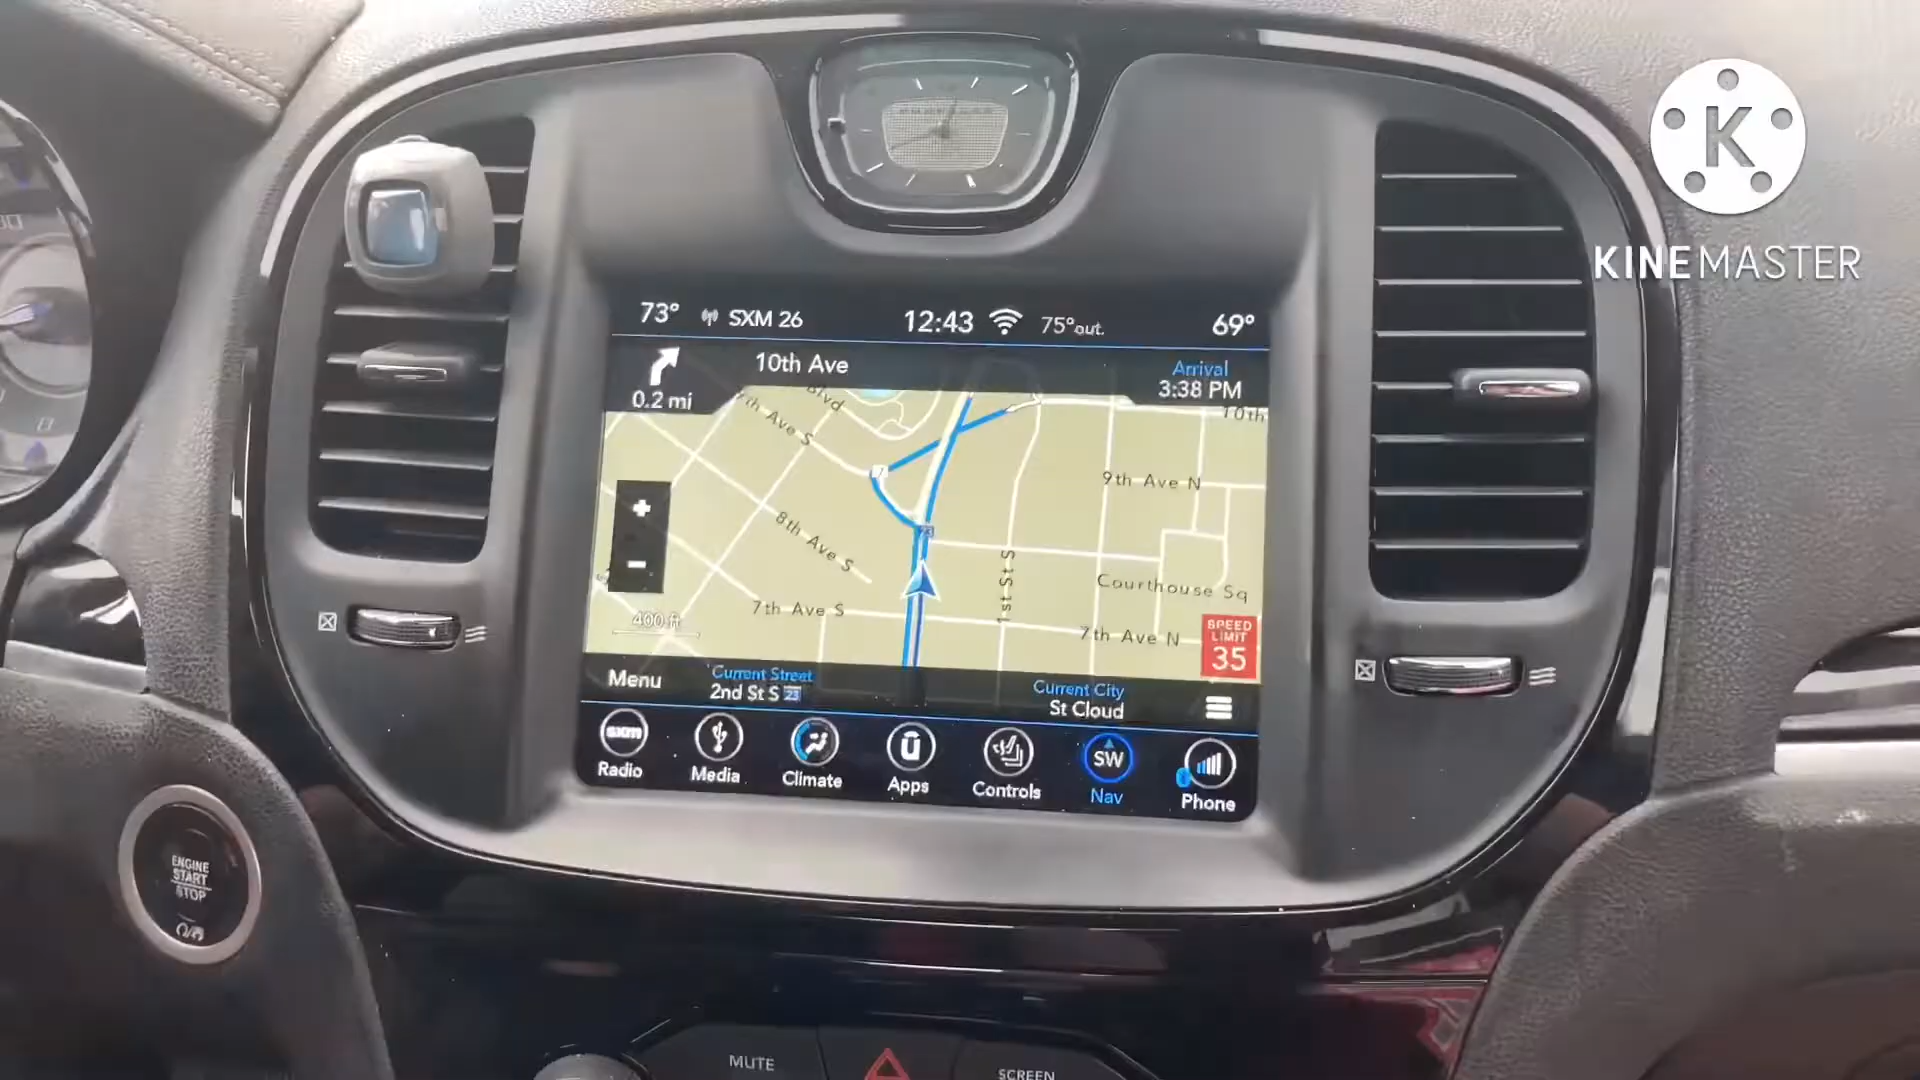 K
KINEMASTER
73° SXM 26 12:43 75°out. 69°
10th Ave
0.2 mi
Arrival
3:38 PM
Blvd
10th
Ave S
9th Ave N
8th Ave S
1st St S
Courthouse Sq
7th Ave S
7th Ave N
400 ft
SPEED
LIMIT
35
Menu
Current Street
2nd St S 23
Current City
St Cloud
sxm
SW
Radio
Media
Climate
Apps
Controls
Nav
Phone
ENGINE
START
STOP
MUTE
SCREEN